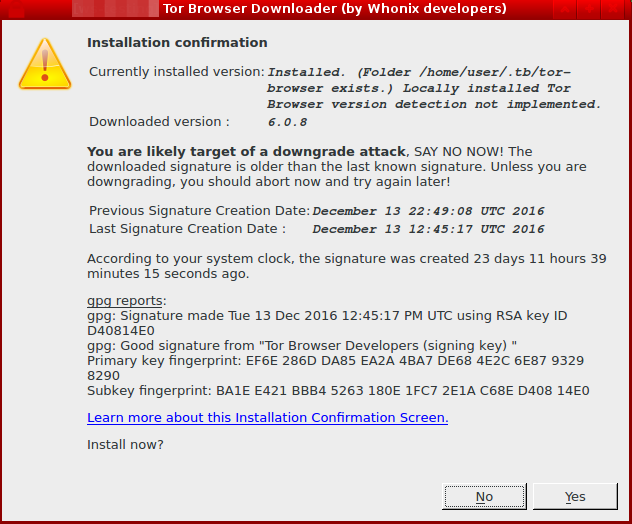 Tor Browser Downloader (by Whonix developers)
Installation confirmation
Currently installed version: Installed. (Folder /home/user/.tb/tor-
browser exists.) Locally installed Tor
Browser version detection not implemented.
Downloaded version : 6.0.8
You are likely target of a downgrade attack, SAY NO NOW! The
downloaded signature is older than the last known signature. Unless you are
downgrading, you should abort now and try again later!
Previous Signature Creation Date: December 13 22:49:08 UTC 2016
Last Signature Creation Date : December 13 12:45:17 UTC 2016
According to your system clock, the signature was created 23 days 11 hours 39
minutes 15 seconds ago.
gpg reports:
gpg: Signature made Tue 13 Dec 2016 12:45:17 PM UTC using RSA key ID
D40814E0
gpg: Good signature from "Tor Browser Developers (signing key) "
Primary key fingerprint: EF6E 286D DA85 EA2A 4BA7 DE68 4E2C 6E87 9329
8290
Subkey fingerprint: BA1E E421 BBB4 5263 180E 1FC7 2E1A C68E D408 14E0
Learn more about this Installation Confirmation Screen.
Install now?
No Yes